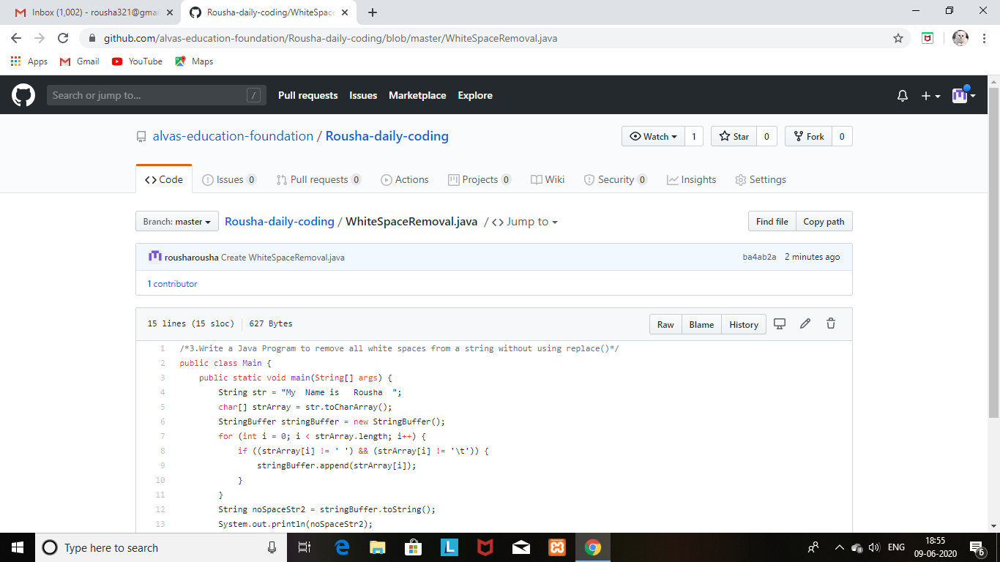 Inbox (1,002) - rousha321@gmai
Rousha-daily-coding/WhiteSpace
github.com/alvas-education-foundation/Rousha-daily-coding/blob/master/WhiteSpaceRemoval.java
Apps Gmail YouTube Maps
Search or jump to... / Pull requests Issues Marketplace Explore
alvas-education-foundation / Rousha-daily-coding Watch 1 Star 0 Fork 0
Code Issues 0 Pull requests 0 Actions Projects 0 Wiki Security 0 Insights Settings
Branch: master Rousha-daily-coding / WhiteSpaceRemoval.java / <> Jump to Find file Copy path
rousharousha Create WhiteSpaceRemoval.java ba4ab2a 2 minutes ago
1 contributor
15 lines (15 sloc) 627 Bytes Raw Blame History
1 /*3.Write a Java Program to remove all white spaces from a string without using replace()*/
2 public class Main {
3 public static void main(String[] args) {
4 String str = "My  Name is   Rousha  ";
5 char[] strArray = str.toCharArray();
6 StringBuffer stringBuffer = new StringBuffer();
7 for (int i = 0; i < strArray.length; i++) {
8 if ((strArray[i] != ' ') && (strArray[i] != '\t')) {
9 stringBuffer.append(strArray[i]);
10 }
11 }
12 String noSpaceStr2 = stringBuffer.toString();
13 System.out.println(noSpaceStr2);
Type here to search
L
ENG 18:55
09-06-2020 6